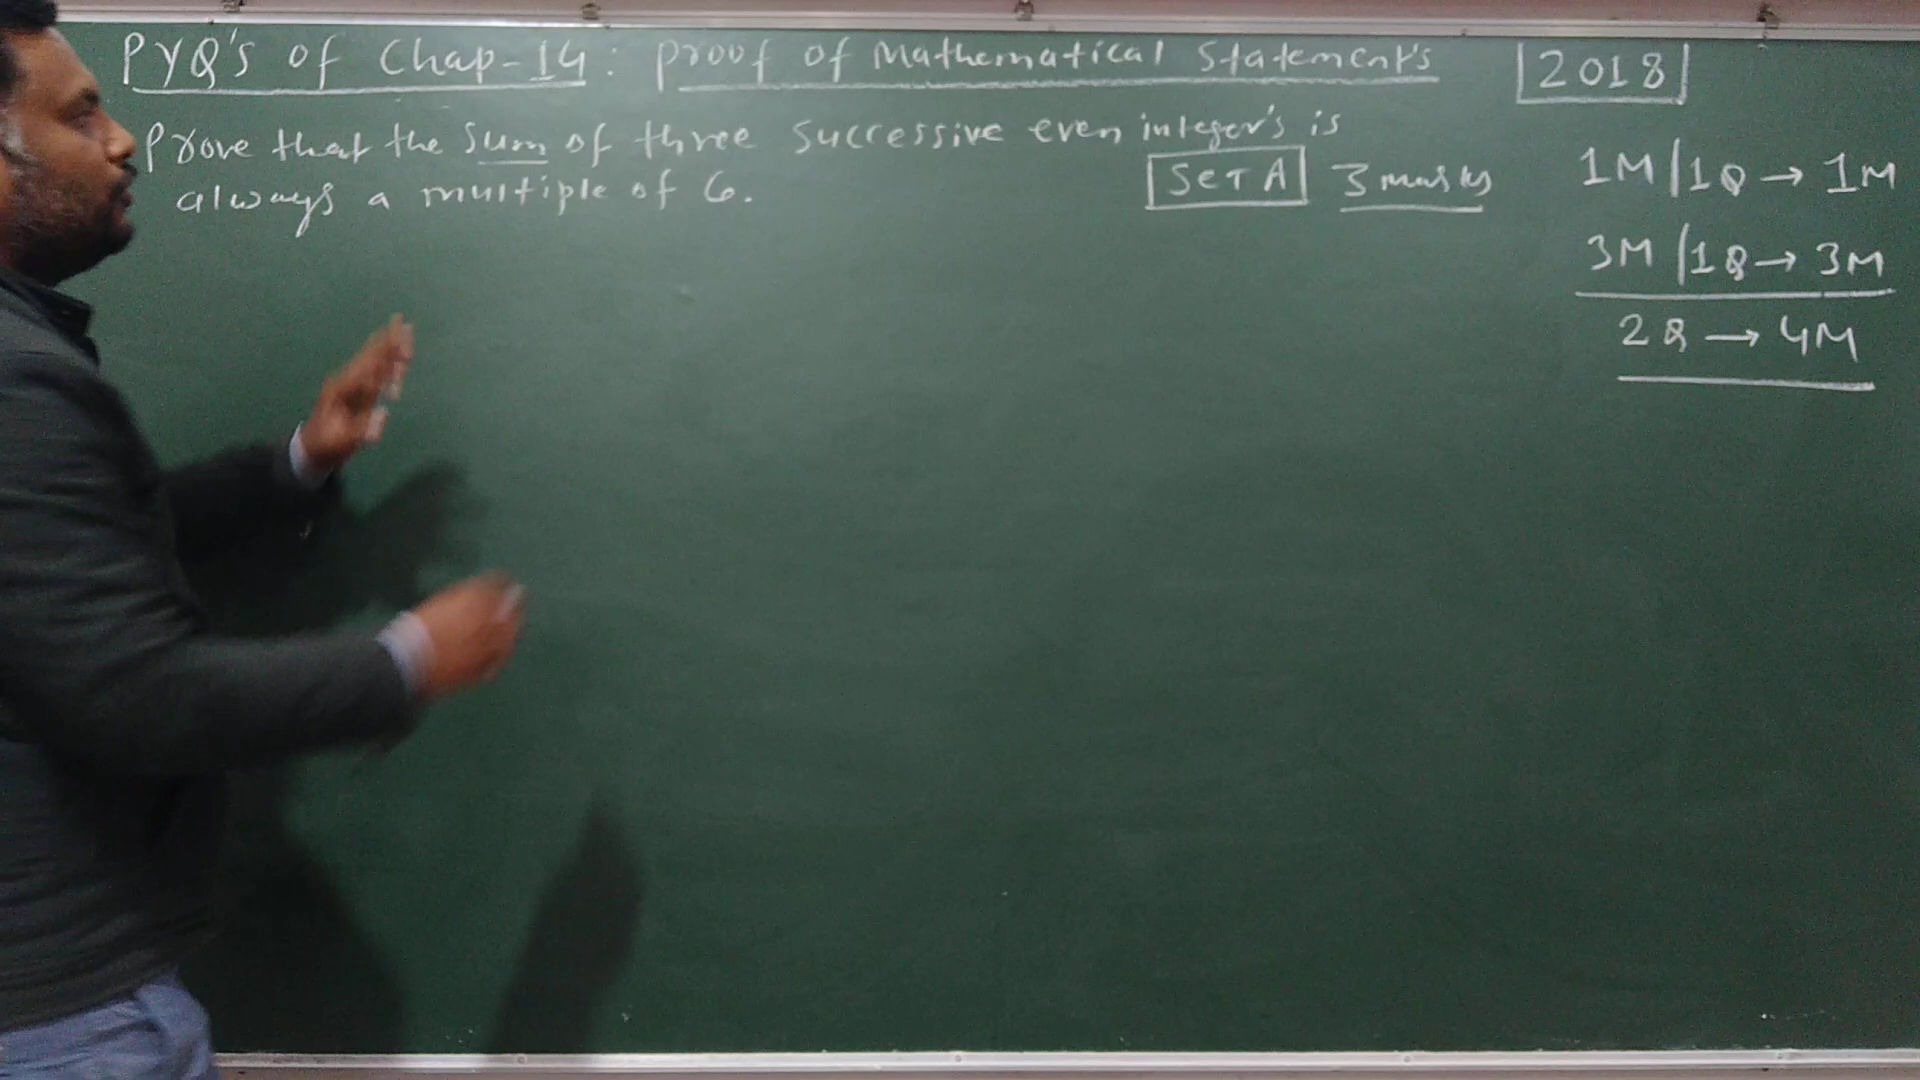 PYQ's of Chap-14: Proof of Mathematical Statement's 2018
Prove that the sum of three successive even integer's is
always a multiple of 6. Set A 3 marks
1M/1Q → 1M
3M/1Q → 3M
2Q → 4M